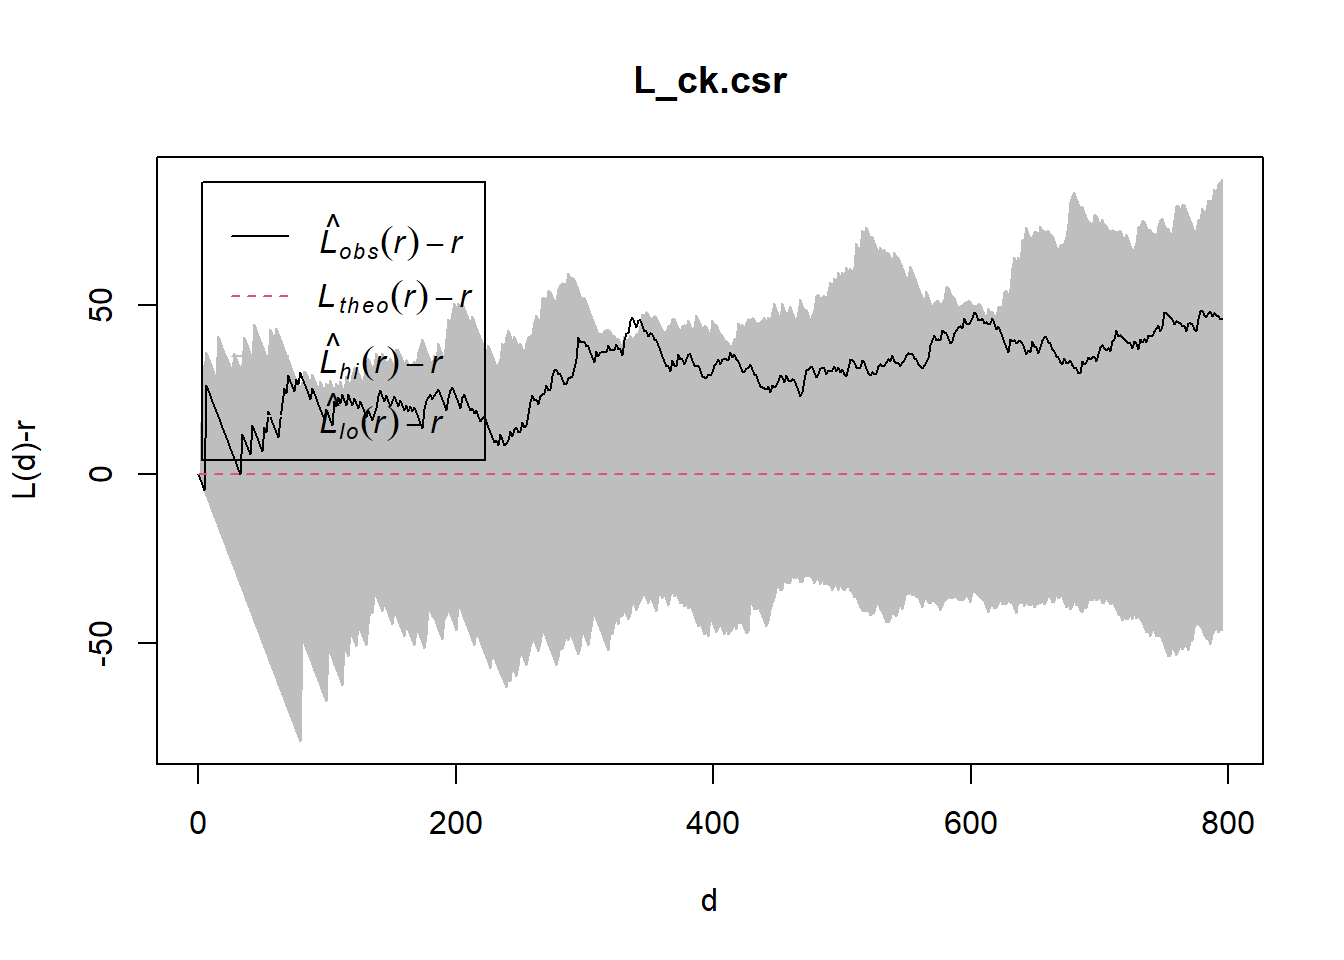 L_ck.csr
L̂obs(r) − r
Ltheo(r) − r
L̂hi(r) − r
L̂lo(r) − r
L(d)-r
50
0
-50
0 200 400 600 800
d